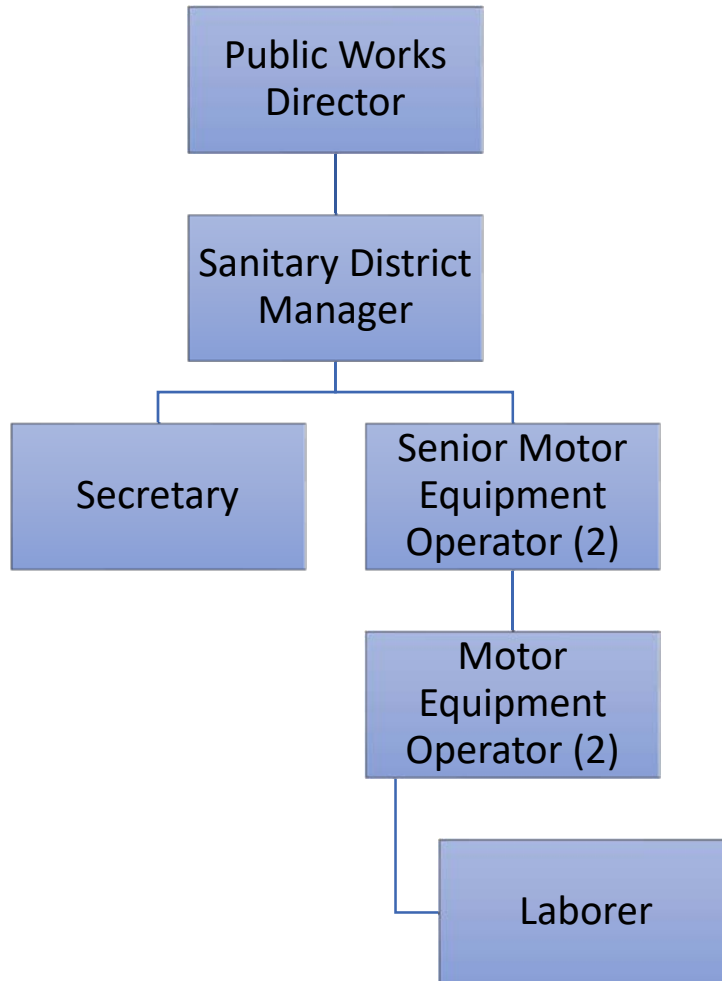 Public Works
Director
Sanitary District
Manager
Secretary
Senior Motor
Equipment
Operator (2)
Motor
Equipment
Operator (2)
Laborer